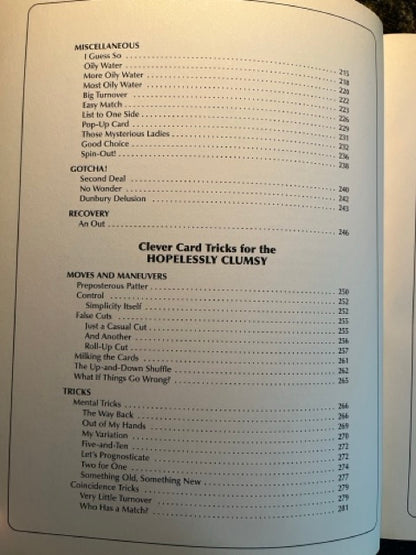 MISCELLANEOUS
I Guess So 215
Oily Water 218
More Oily Water 220
Most Oily Water 222
Big Turnover 223
Easy Match 226
List to One Side 229
Pop-Up Card 231
Those Mysterious Ladies 232
Good Choice 236
Spin-Out! 238
GOTCHA!
Second Deal 240
No Wonder 242
Dunbury Delusion 243
RECOVERY
An Out 246
Clever Card Tricks for the
HOPELESSLY CLUMSY
MOVES AND MANEUVERS
Preposterous Patter 250
Control 252
Simplicity Itself 252
False Cuts 255
Just a Casual Cut 255
And Another 256
Roll-Up Cut 257
Milking the Cards 261
The Up-and-Down Shuffle 262
What If Things Go Wrong? 265
TRICKS
Mental Tricks 266
The Way Back 266
Out of My Hands 269
My Variation 270
Five-and-Ten 272
Let's Prognosticate 272
Two for One 274
Something Old, Something New 277
Coincidence Tricks 279
Very Little Turnover 279
Who Has a Match? 281